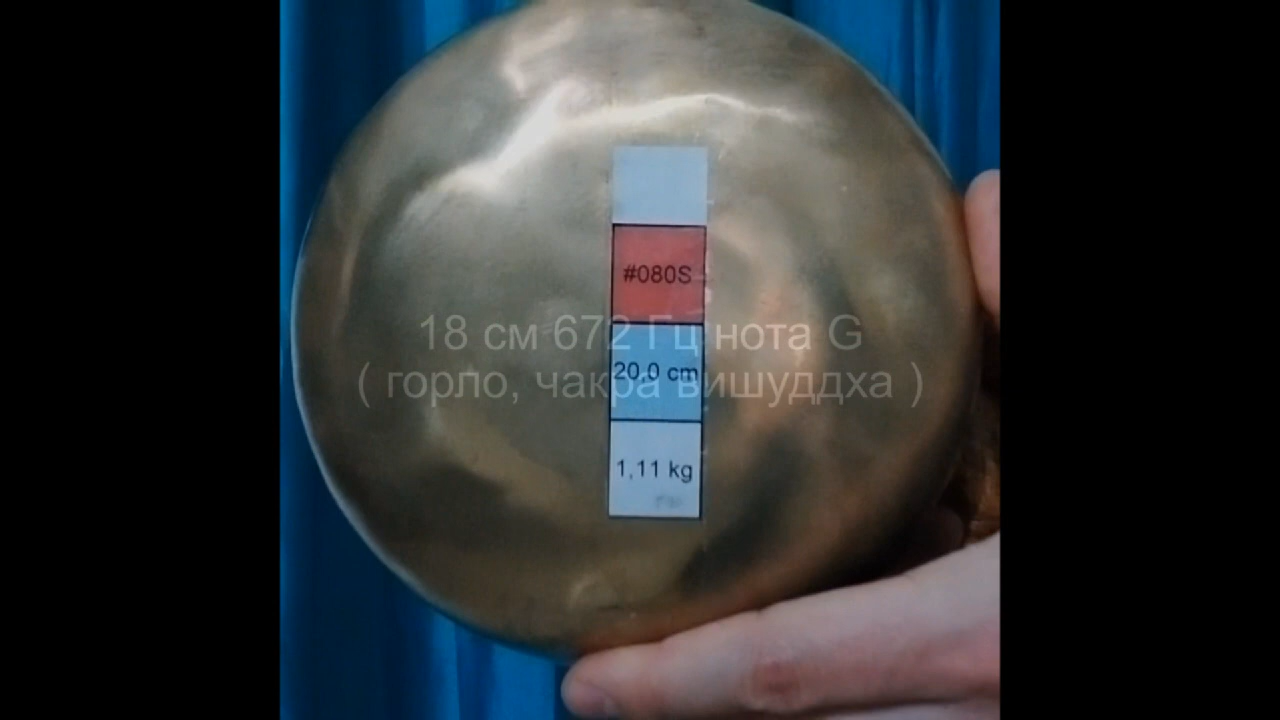 #080S
18 см 672 Гц нота G
20,0 cm
( горло, чакра вишуддха )
1,11 kg